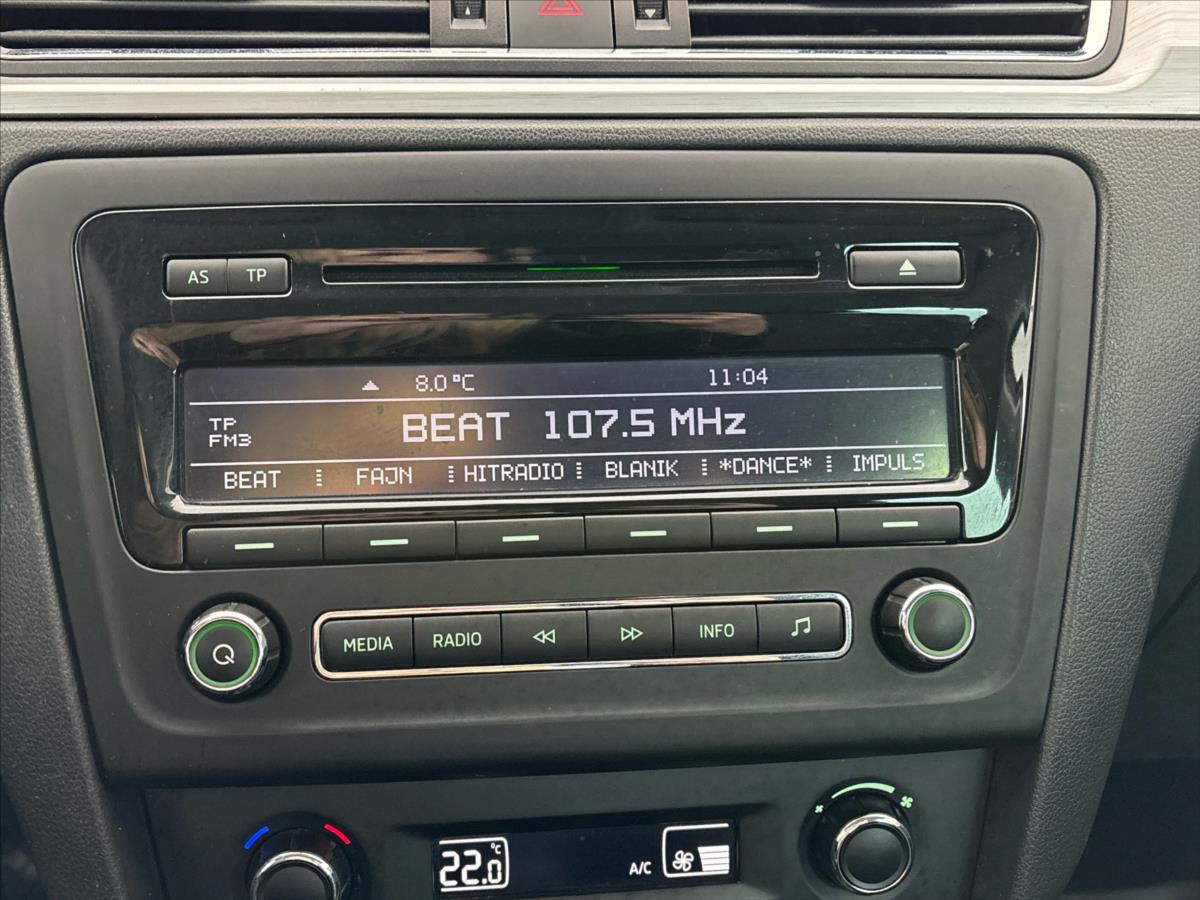 AS TP
8.0°C 11:04
TP
FM3
BEAT 107.5 MHz
BEAT FAJN HITRADIO BLANIK *DANCE* IMPULS
MEDIA RADIO INFO
22.0 °C
A/C